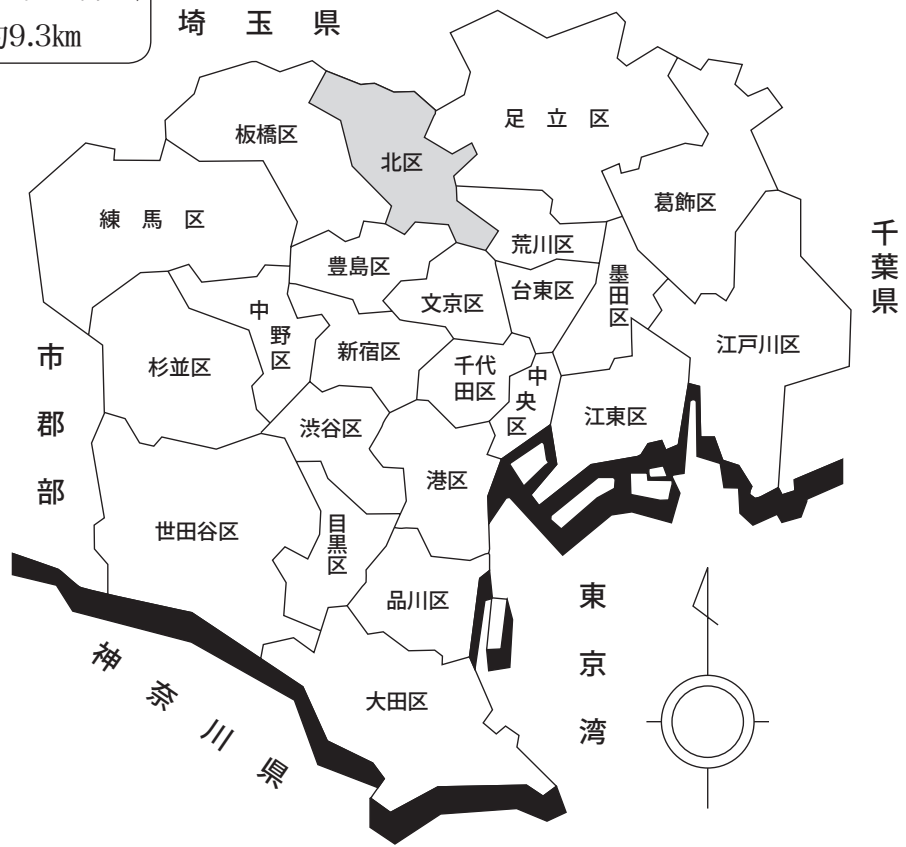 約9.3km
埼玉県
足立区
板橋区
北区
葛飾区
練馬区
荒川区
千葉県
豊島区
台東区
墨田区
文京区
中野区
江戸川区
新宿区
千代
田区
杉並区
中央区
市郡部
江東区
渋谷区
港区
世田谷区
目黒区
品川区
東京湾
神奈川県
大田区